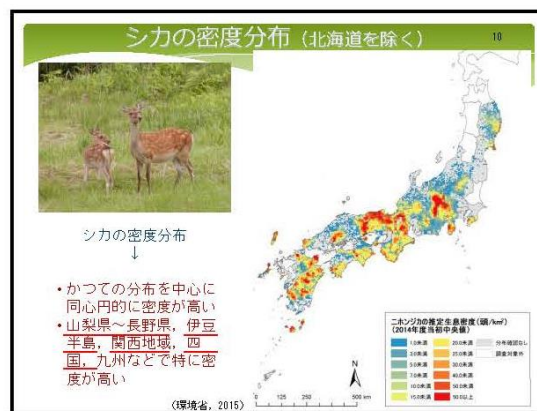 シカの密度分布（北海道を除く）
10
シカの密度分布
↓
・かつての分布を中心に
同心円的に密度が高い
・山梨県～長野県，伊豆
半島，関西地域，四
国，九州などで特に密
度が高い
（環境省，2015）
ニホンジカの推定生息密度（頭/km²）
（2014年度当初中央値）
1.0未満 20.0未満 分布確認なし
3.0未満 25.0未満 調査対象外
5.0未満 30.0未満
7.0未満 40.0未満
10.0未満 50.0未満
15.0未満 50.0以上
N
0 125 250 500 km